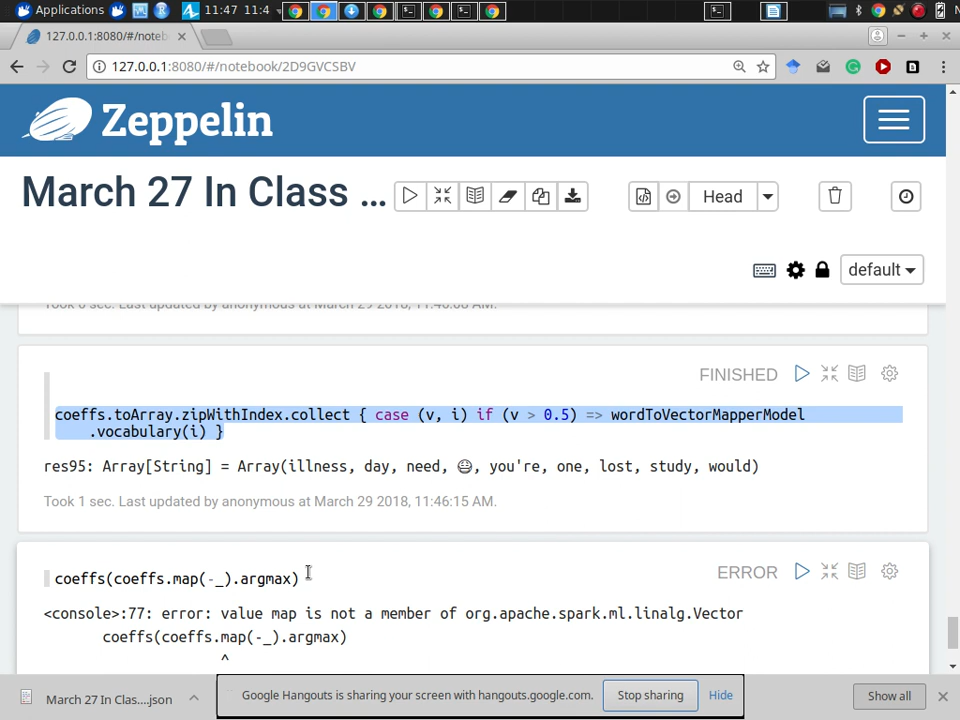 Applications 11:47 11:4
127.0.0.1:8080/#/noteb
127.0.0.1:8080/#/notebook/2D9GVCSBV
Zeppelin
March 27 In Class ...
Head
default
FINISHED
coeffs.toArray.zipWithIndex.collect { case (v, i) if (v > 0.5) => wordToVectorMapperModel
.vocabulary(i) }
res95: Array[String] = Array(illness, day, need, 😷, you're, one, lost, study, would)
Took 1 sec. Last updated by anonymous at March 29 2018, 11:46:15 AM.
ERROR
coeffs(coeffs.map(-_).argmax)
<console>:77: error: value map is not a member of org.apache.spark.ml.linalg.Vector
coeffs(coeffs.map(-_).argmax)
^
March 27 In Clas....json
Google Hangouts is sharing your screen with hangouts.google.com.
Stop sharing
Hide
Show all